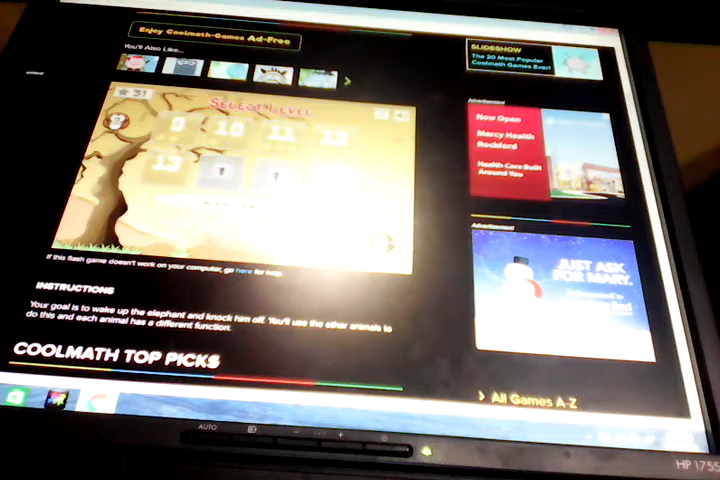 Enjoy Coolmath-Games Ad-Free
You'll Also Like...
SLIDESHOW
The 20 Most Popular
Coolmath Games Ever!
31
SELECT LEVEL
9 10 11 12
13
If this flash game doesn't work on your computer, go here for help.
INSTRUCTIONS
Your goal is to wake up the elephant and knock him off. You'll use the other animals to
do this and each animal has a different function.
COOLMATH TOP PICKS
Advertisement
Now Open
Mercy Health
Rockford
Health Care Built
Around You
Advertisement
JUST ASK
FOR MARY.
All Games A-Z
AUTO
HP 1755